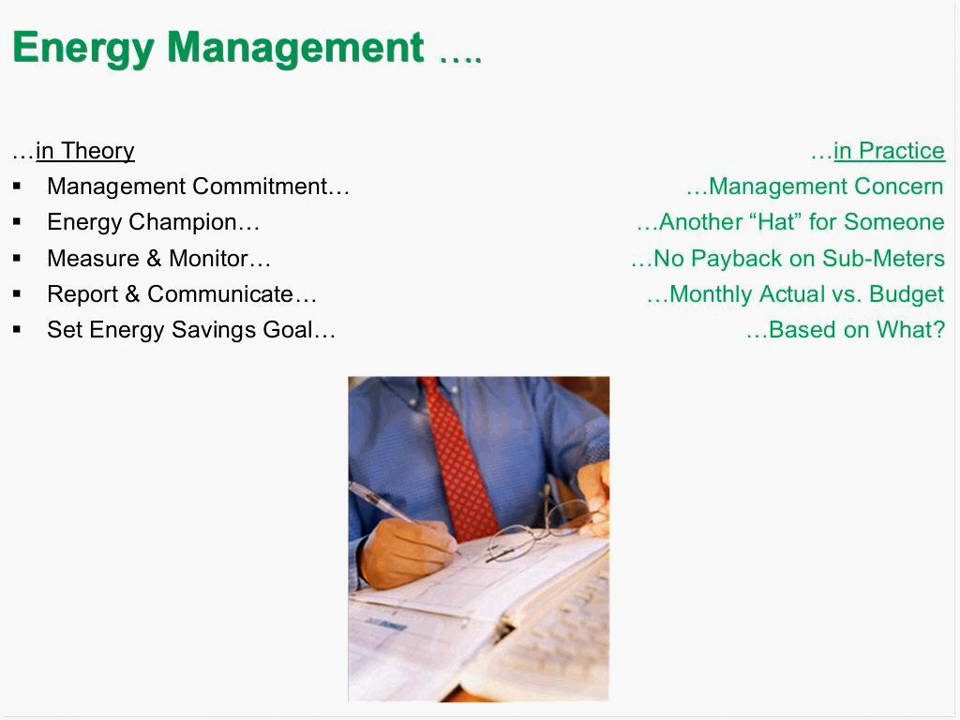 Energy Management ….
…in Theory …in Practice
▪ Management Commitment… …Management Concern
▪ Energy Champion… …Another “Hat” for Someone
▪ Measure & Monitor… …No Payback on Sub-Meters
▪ Report & Communicate… …Monthly Actual vs. Budget
▪ Set Energy Savings Goal… …Based on What?